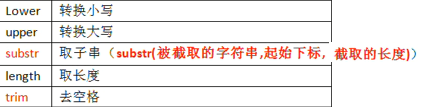 Lower 转换小写
upper 转换大写
substr 取子串（substr(被截取的字符串,起始下标，截取的长度)）
length 取长度
trim 去空格